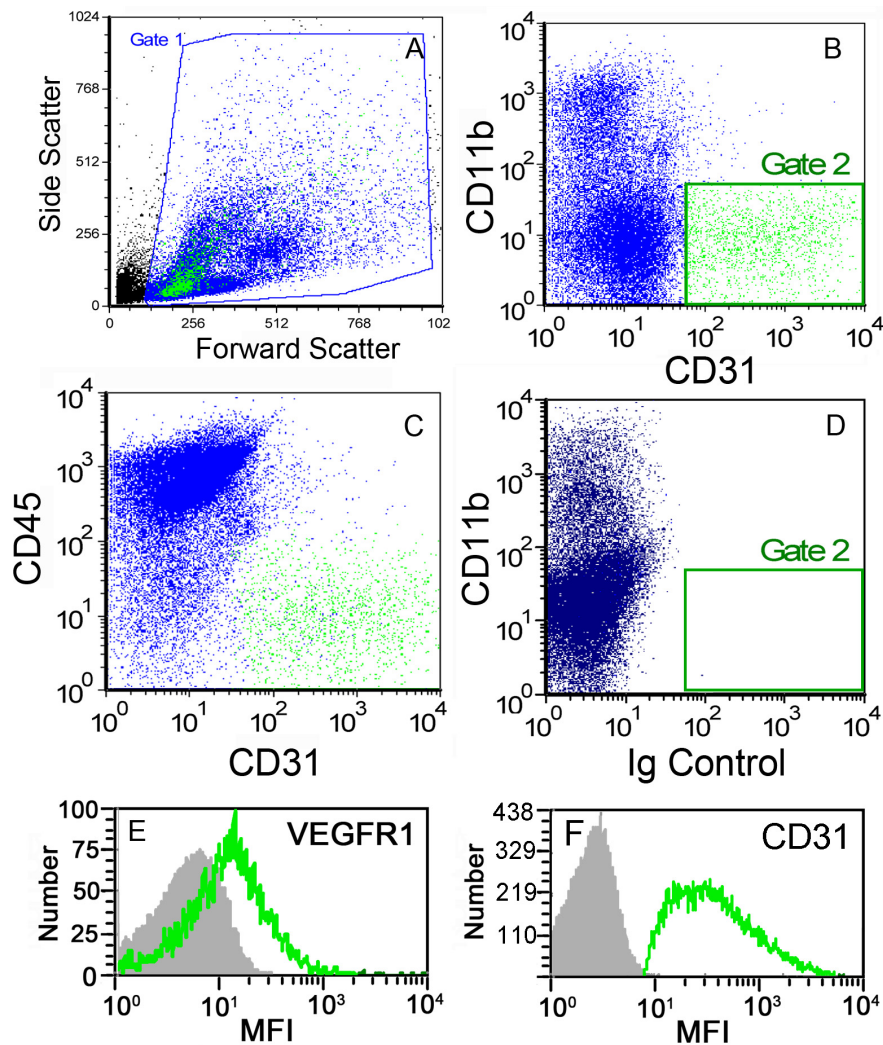 A
Gate 1
1024
768
512
256
0
Side Scatter
0 256 512 768 102
Forward Scatter
B
10^4
10^3
10^2
10^1
10^0
CD11b
Gate 2
10^0 10^1 10^2 10^3 10^4
CD31
C
10^4
10^3
10^2
10^1
10^0
CD45
10^0 10^1 10^2 10^3 10^4
CD31
D
10^4
10^3
10^2
10^1
10^0
CD11b
Gate 2
10^0 10^1 10^2 10^3 10^4
Ig Control
E
VEGFR1
100
75
50
25
0
Number
10^0 10^1 10^3 10^4
MFI
F
CD31
438
329
219
110
Number
10^0 10^1 10^3 10^4
MFI